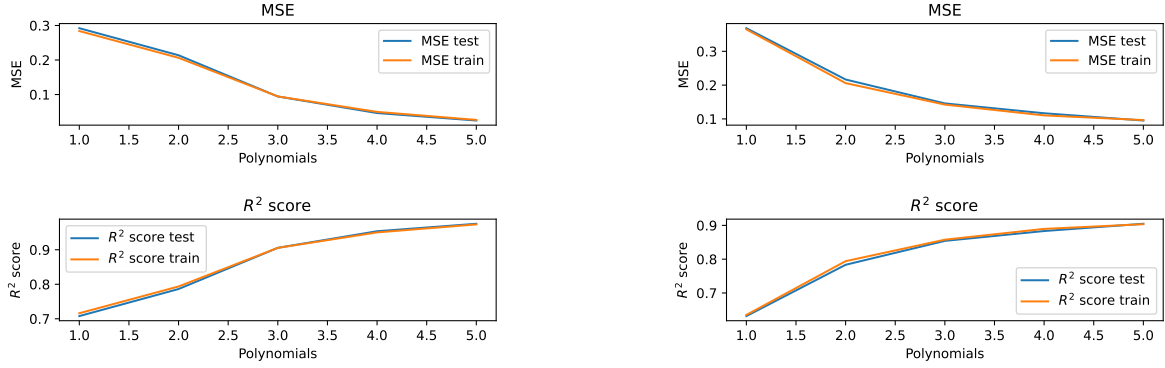 MSE
0.3
0.2
0.1
MSE
MSE test
MSE train
1.0 1.5 2.0 2.5 3.0 3.5 4.0 4.5 5.0
Polynomials
MSE
0.3
0.2
0.1
MSE
MSE test
MSE train
1.0 1.5 2.0 2.5 3.0 3.5 4.0 4.5 5.0
Polynomials
R² score
0.9
0.8
0.7
R² score
R² score test
R² score train
1.0 1.5 2.0 2.5 3.0 3.5 4.0 4.5 5.0
Polynomials
R² score
0.9
0.8
0.7
R² score
R² score test
R² score train
1.0 1.5 2.0 2.5 3.0 3.5 4.0 4.5 5.0
Polynomials